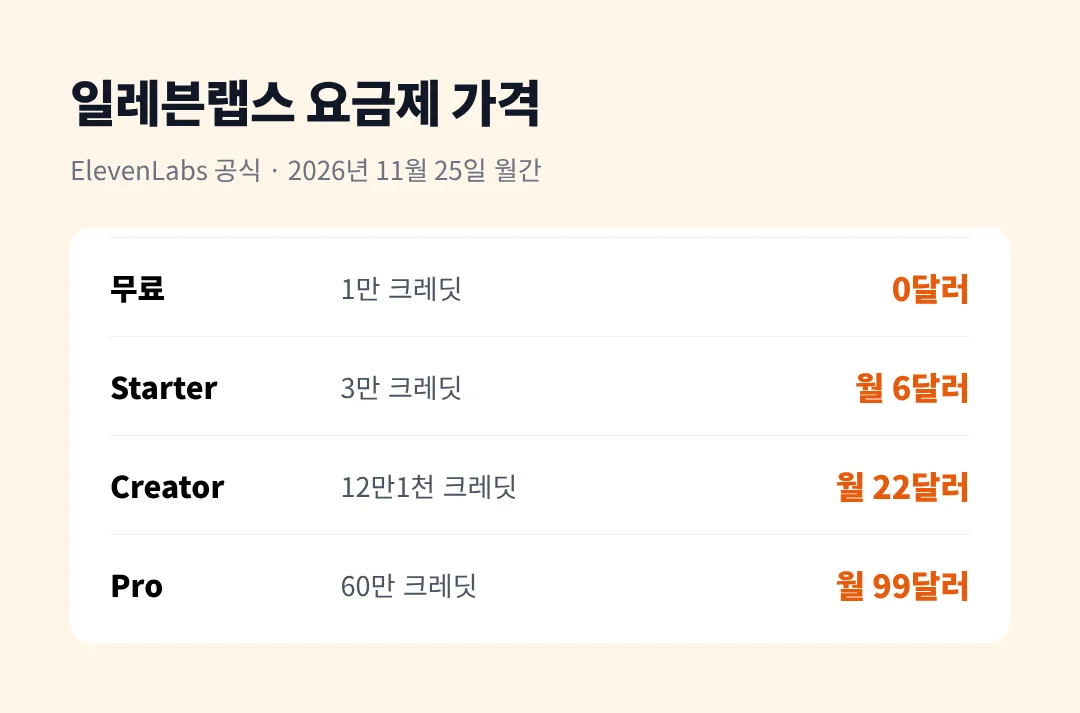 일레븐랩스 요금제 가격
ElevenLabs 공식 · 2026년 11월 25일 월간
무료 1만 크레딧 0달러
Starter 3만 크레딧 월 6달러
Creator 12만1천 크레딧 월 22달러
Pro 60만 크레딧 월 99달러